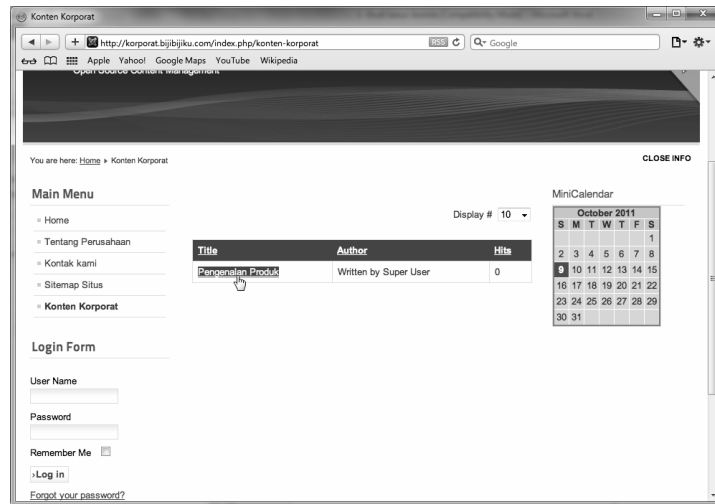 Konten Korporat
http://korporat.bijibijiku.com/index.php/konten-korporat
RSS
Google
Apple Yahoo! Google Maps YouTube Wikipedia
Open Source Content Management
You are here: Home Konten Korporat
CLOSE INFO
Main Menu
Home
Tentang Perusahaan
Kontak kami
Sitemap Situs
Konten Korporat
Login Form
User Name
Password
Remember Me
›Log in
Forgot your password?
Display # 10
Title Author Hits
Pengenalan Produk Written by Super User 0
MiniCalendar
October 2011
S M T W T F S
1
2 3 4 5 6 7 8
9 10 11 12 13 14 15
16 17 18 19 20 21 22
23 24 25 26 27 28 29
30 31